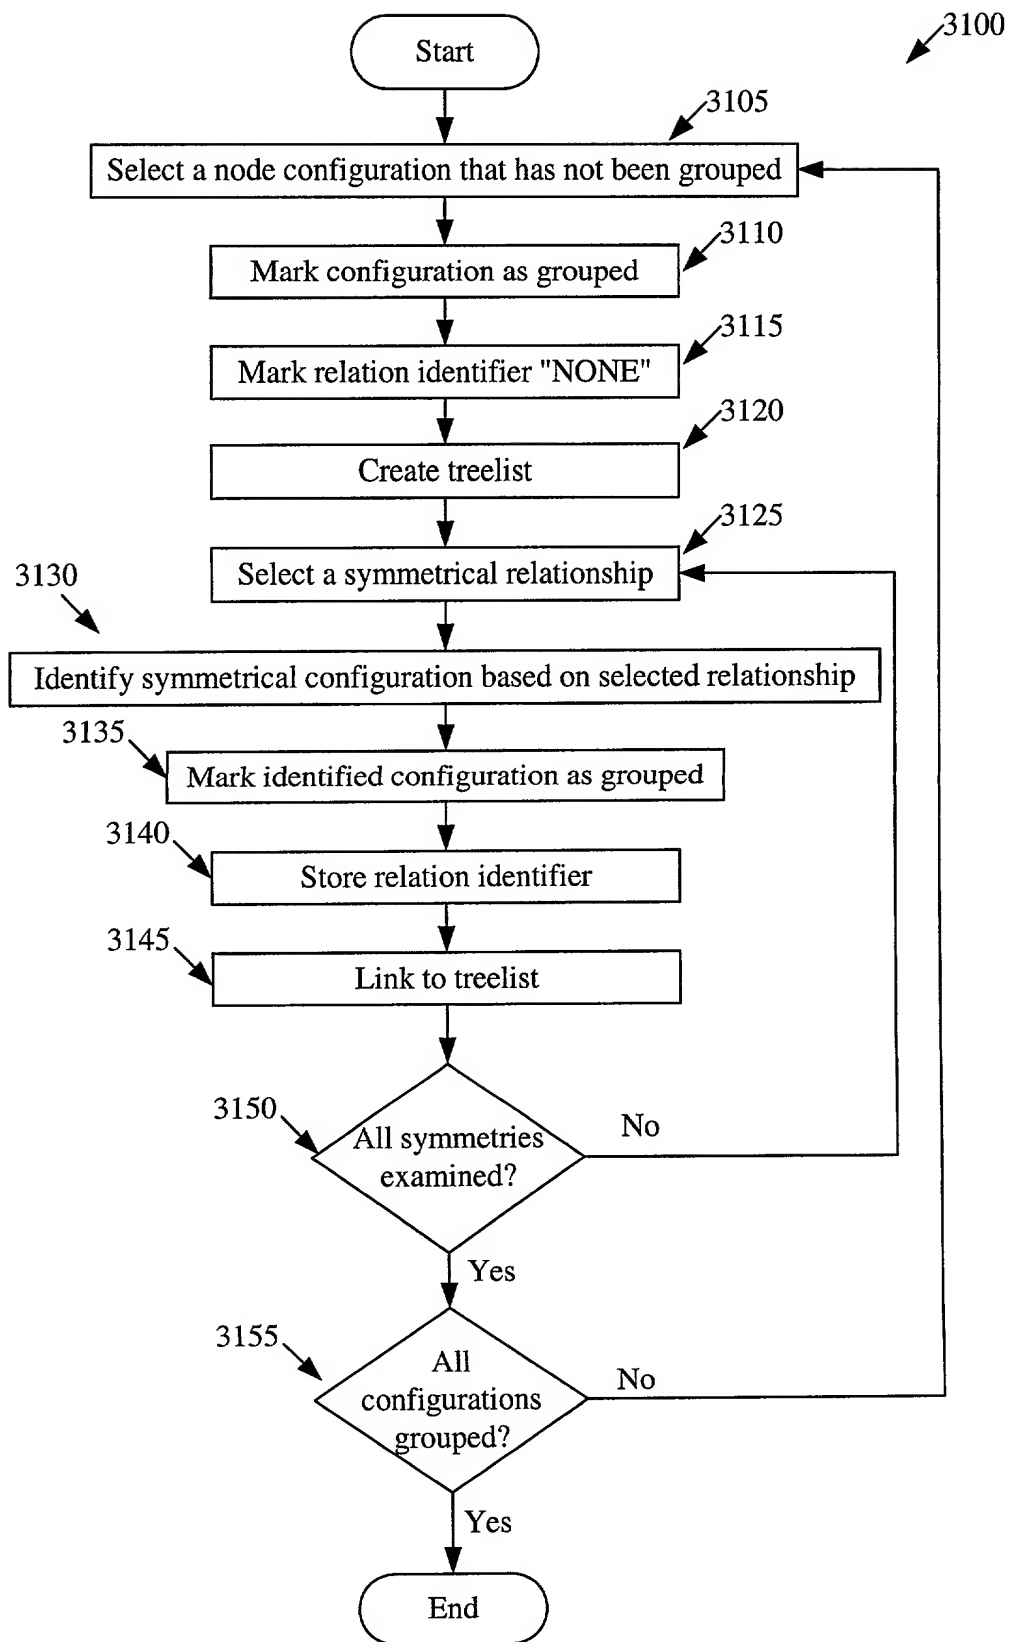 3100
Start
3105
Select a node configuration that has not been grouped
3110
Mark configuration as grouped
3115
Mark relation identifier "NONE"
3120
Create treelist
3125
Select a symmetrical relationship
3130
Identify symmetrical configuration based on selected relationship
3135
Mark identified configuration as grouped
3140
Store relation identifier
3145
Link to treelist
3150
All symmetries
examined?
No
Yes
3155
All
configurations
grouped?
No
Yes
End